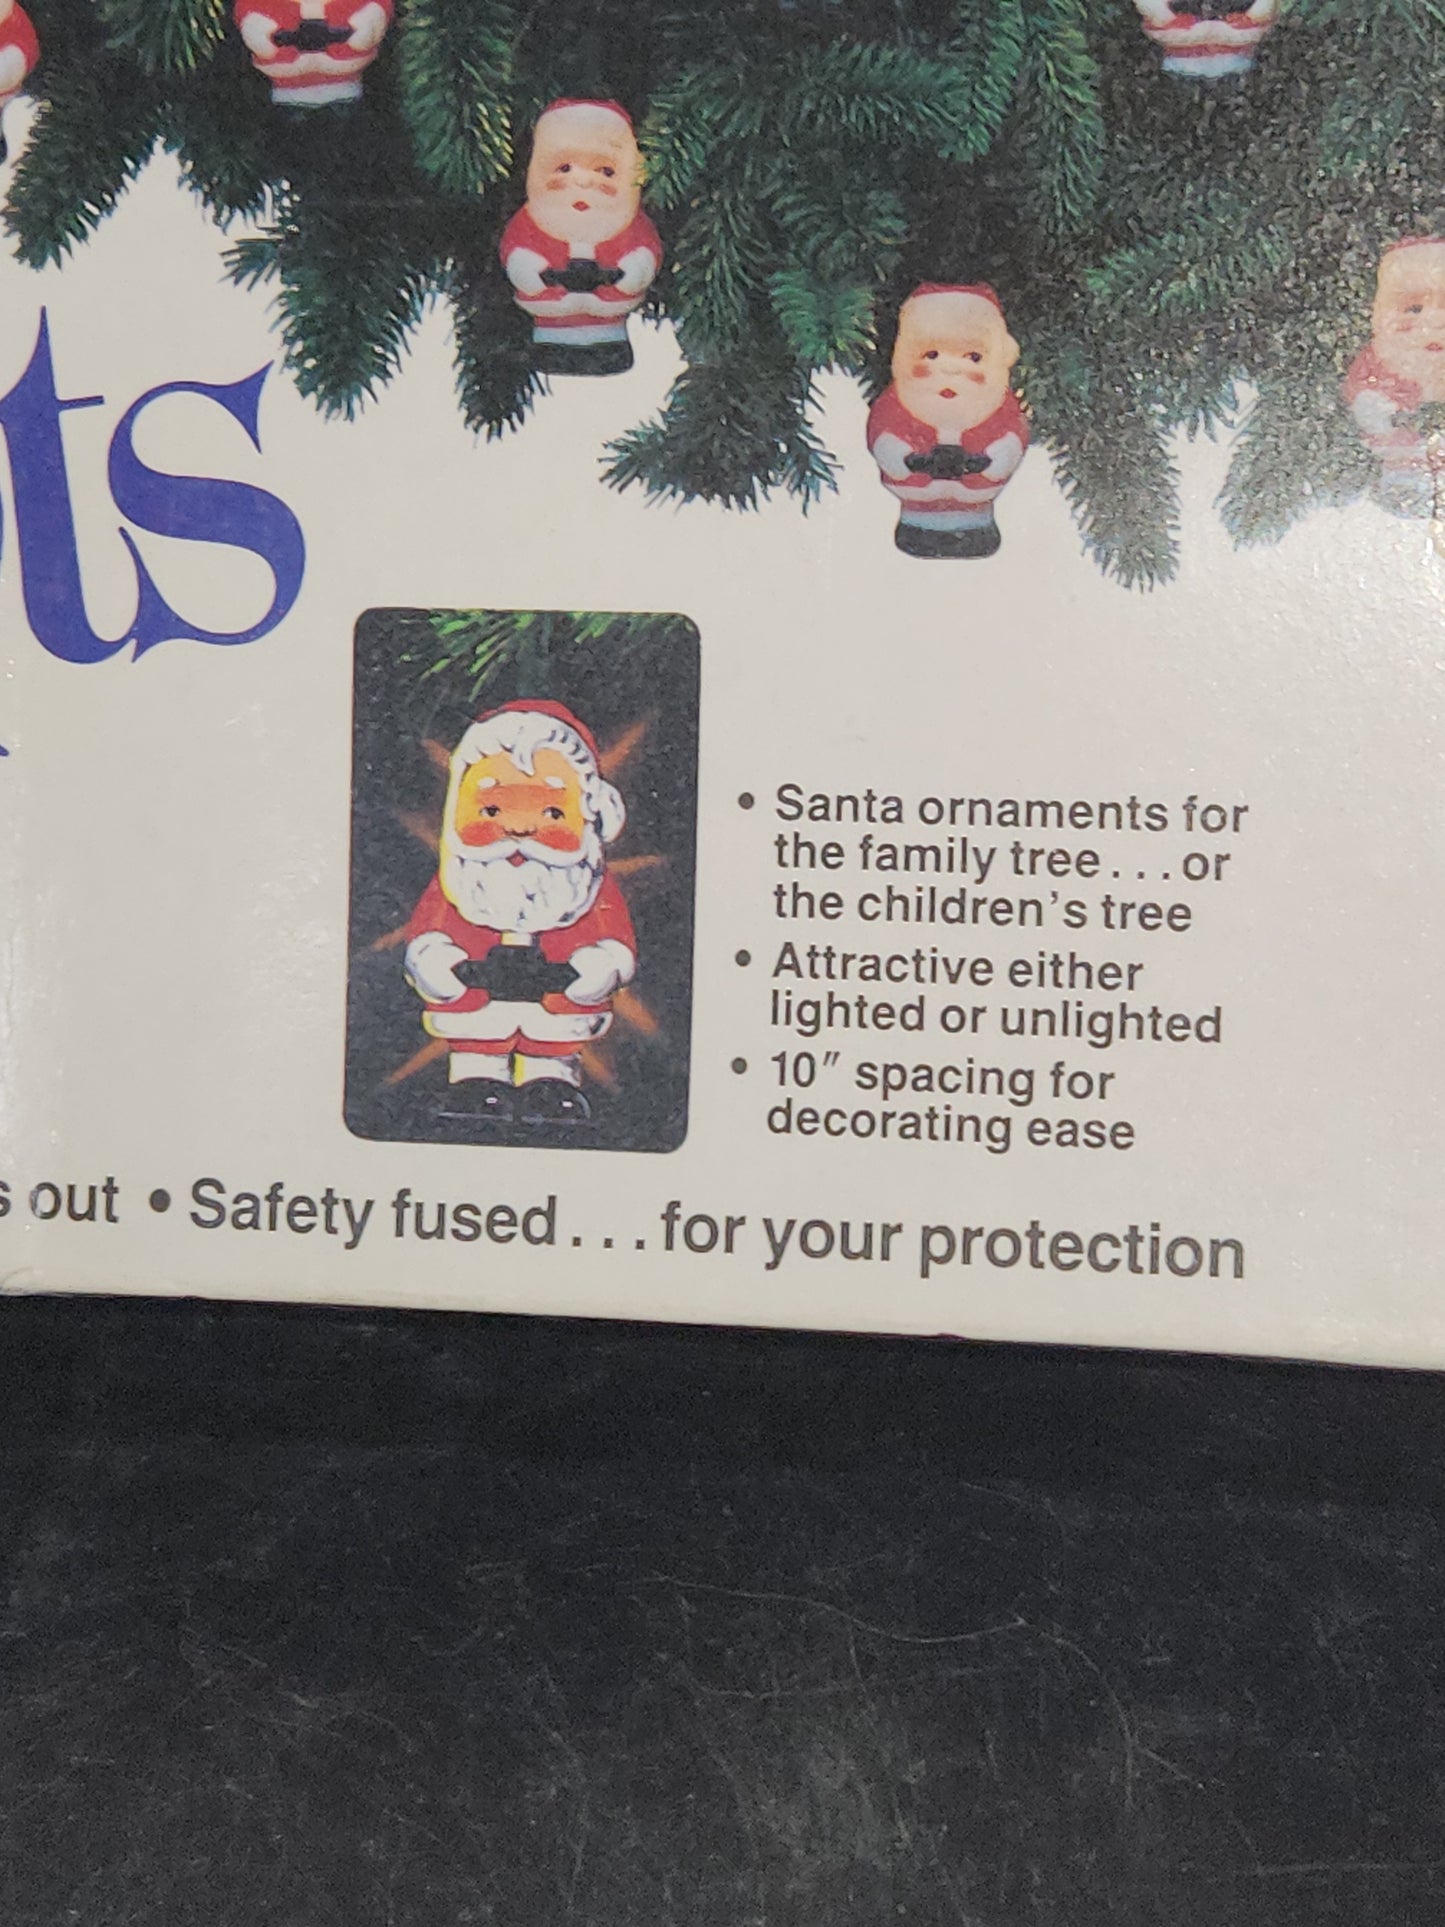 ts
• Santa ornaments for
the family tree...or
the children's tree
• Attractive either
lighted or unlighted
• 10" spacing for
decorating ease
out • Safety fused...for your protection